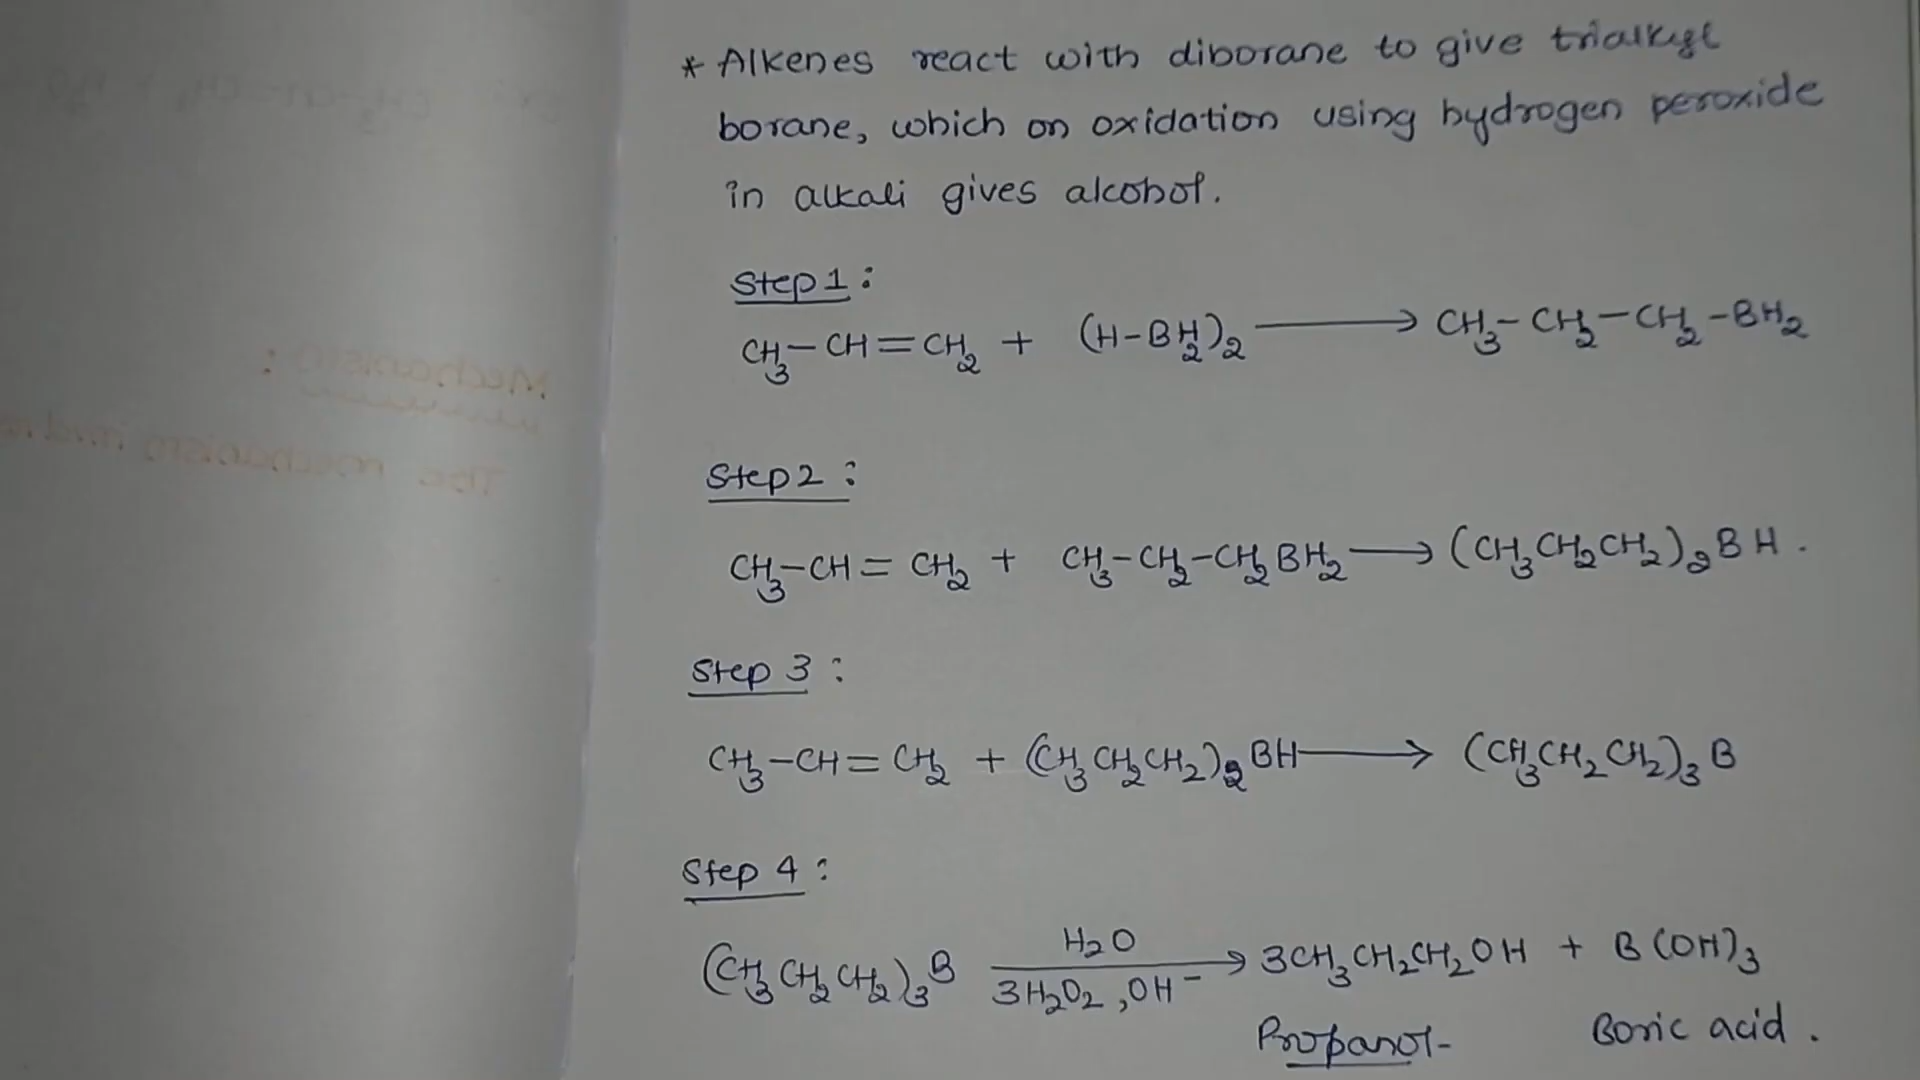 * Alkenes react with diborane to give trialkyl
borane, which on oxidation using hydrogen peroxide
in alkali gives alcohol.
Step 1 :
CH₃-CH=CH₂ + (H-BH₂)₂ ⟶ CH₃-CH₂-CH₂-BH₂
Step 2 :
CH₃-CH=CH₂ + CH₃-CH₂-CH₂BH₂ ⟶ (CH₃CH₂CH₂)₂BH.
Step 3 :
CH₃-CH=CH₂ + (CH₃CH₂CH₂)₂BH ⟶ (CH₃CH₂CH₂)₃B
Step 4 :
H₂O
(CH₃CH₂CH₂)₃B ⟶ 3CH₃CH₂CH₂OH + B(OH)₃
3H₂O₂,OH⁻
Propanol- Boric acid.
Mechanism :
The mechanism